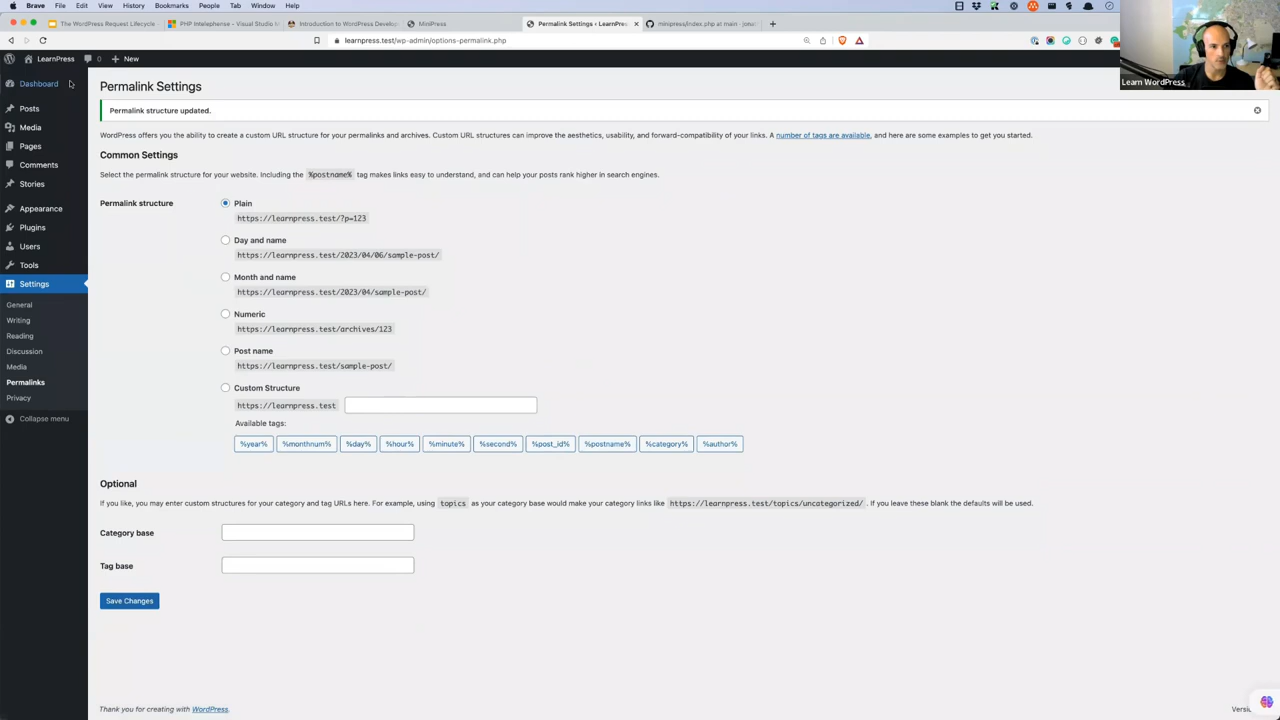 Brave File Edit View History Bookmarks People Tab Window Help
The WordPress Request Lifecycle
PHP Intelephense - Visual Studio
Introduction to WordPress Develop
MiniPress
Permalink Settings ‹ LearnPres
minipress/index.php at main · jonat
learnpress.test/wp-admin/options-permalink.php
LearnPress 0 New
Learn WordPress
Dashboard
Posts
Media
Pages
Comments
Stories
Appearance
Plugins
Users
Tools
Settings
General
Writing
Reading
Discussion
Media
Permalinks
Privacy
Collapse menu
Permalink Settings
Permalink structure updated.
WordPress offers you the ability to create a custom URL structure for your permalinks and archives. Custom URL structures can improve the aesthetics, usability, and forward-compatibility of your links. A number of tags are available, and here are some examples to get you started.
Common Settings
Select the permalink structure for your website. Including the %postname% tag makes links easy to understand, and can help your posts rank higher in search engines.
Permalink structure
Plain
https://learnpress.test/?p=123
Day and name
https://learnpress.test/2023/04/06/sample-post/
Month and name
https://learnpress.test/2023/04/sample-post/
Numeric
https://learnpress.test/archives/123
Post name
https://learnpress.test/sample-post/
Custom Structure
https://learnpress.test
Available tags:
%year% %monthnum% %day% %hour% %minute% %second% %post_id% %postname% %category% %author%
Optional
If you like, you may enter custom structures for your category and tag URLs here. For example, using topics as your category base would make your category links like https://learnpress.test/topics/uncategorized/ . If you leave these blank the defaults will be used.
Category base
Tag base
Save Changes
Thank you for creating with WordPress.
Versi